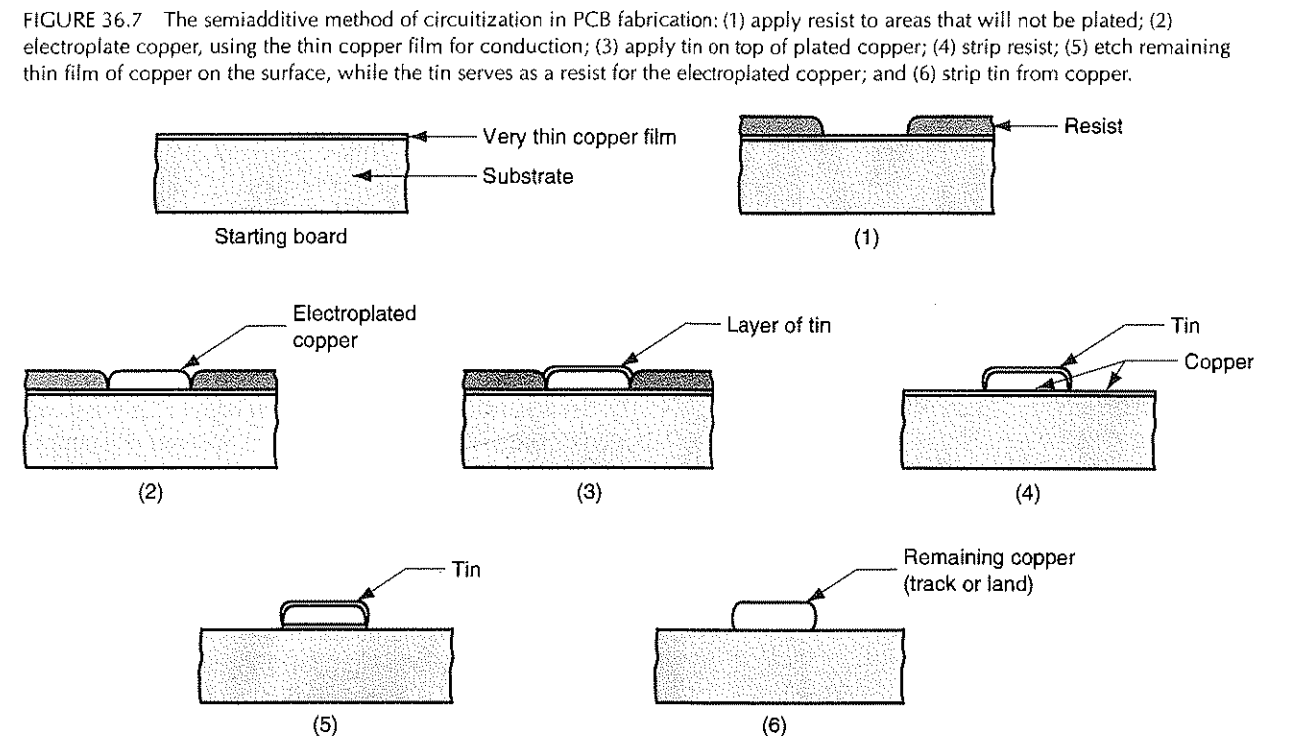 FIGURE 36.7 The semiadditive method of circuitization in PCB fabrication: (1) apply resist to areas that will not be plated; (2)
electroplate copper, using the thin copper film for conduction; (3) apply tin on top of plated copper; (4) strip resist; (5) etch remaining
thin film of copper on the surface, while the tin serves as a resist for the electroplated copper; and (6) strip tin from copper.
Very thin copper film
Substrate
Starting board
Resist
(1)
Electroplated
copper
(2)
Layer of tin
(3)
Tin
Copper
(4)
Tin
(5)
Remaining copper
(track or land)
(6)